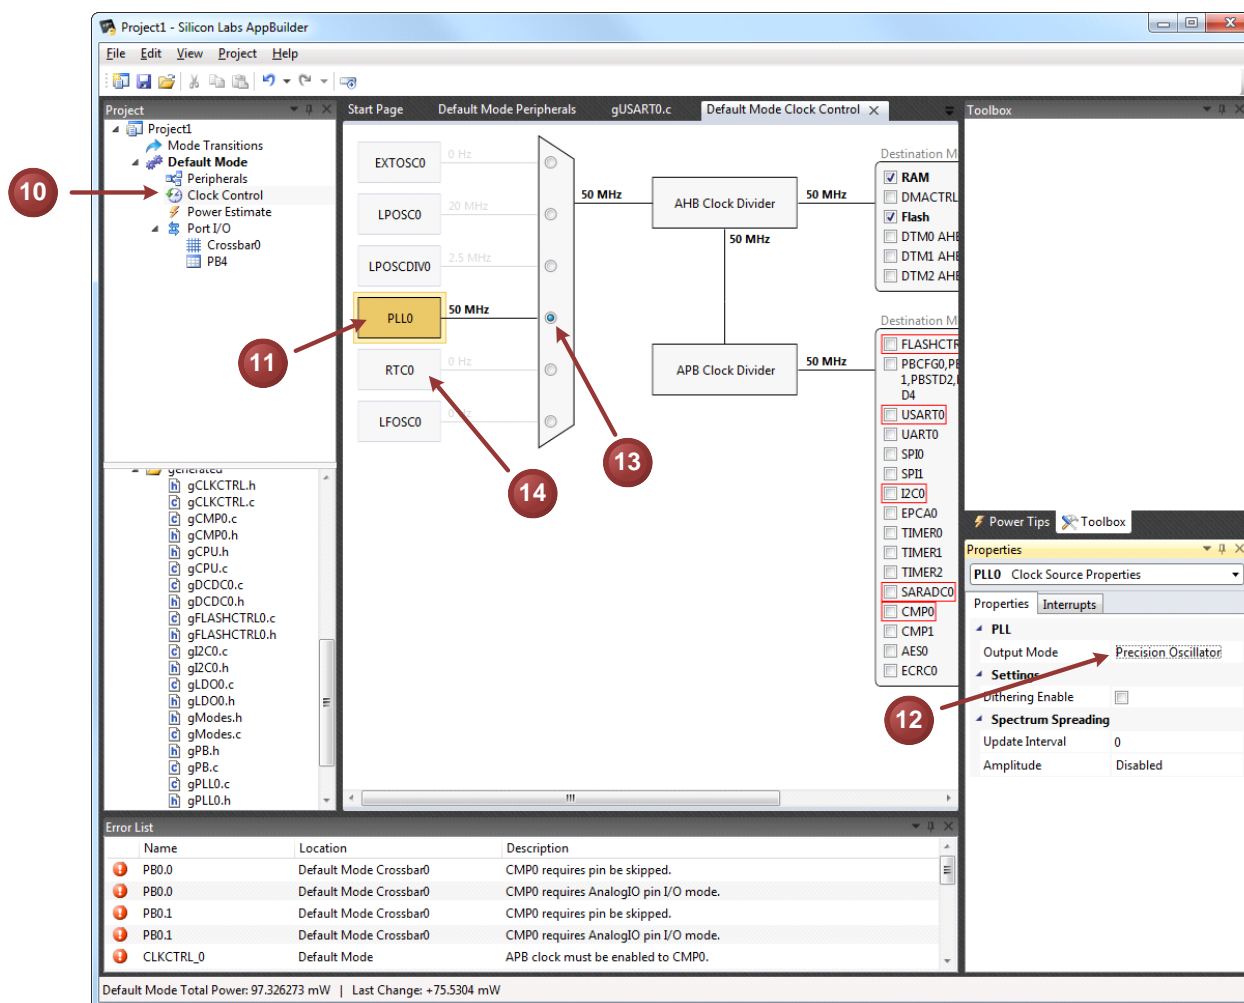 Project1 - Silicon Labs AppBuilder
File Edit View Project Help
Project
Project1
Mode Transitions
Default Mode
Peripherals
Clock Control
Power Estimate
Port I/O
Crossbar0
PB4
10
generated
gCLKCTRL.h
gCLKCTRL.c
gCMP0.c
gCMP0.h
gCPU.h
gCPU.c
gDCDC0.c
gDCDC0.h
gFLASHCTRL0.c
gFLASHCTRL0.h
gI2C0.c
gI2C0.h
gLDO0.c
gLDO0.h
gModes.h
gModes.c
gPB.h
gPB.c
gPLL0.c
gPLL0.h
Start Page Default Mode Peripherals gUSART0.c Default Mode Clock Control
EXTOSC0 0 Hz
LPOSC0 20 MHz
LPOSCDIV0 2.5 MHz
PLL0 50 MHz
RTC0 0 Hz
LFOSC0 0 Hz
11
13
14
50 MHz
AHB Clock Divider
50 MHz
50 MHz
APB Clock Divider
50 MHz
Destination M
RAM
DMACTRL
Flash
DTM0 AHB
DTM1 AHB
DTM2 AHB
Destination M
FLASHCTR
PBCFG0,PB
1,PBSTD2,
D4
USART0
UART0
SPI0
SPI1
I2C0
EPCA0
TIMER0
TIMER1
TIMER2
SARADC0
CMP0
CMP1
AES0
ECRC0
Toolbox
Power Tips Toolbox
Properties
PLL0 Clock Source Properties
Properties Interrupts
PLL
Output Mode Precision Oscillator
Settings
Dithering Enable
Spectrum Spreading
Update Interval 0
Amplitude Disabled
12
Error List
Name Location Description
PB0.0 Default Mode Crossbar0 CMP0 requires pin be skipped.
PB0.0 Default Mode Crossbar0 CMP0 requires AnalogIO pin I/O mode.
PB0.1 Default Mode Crossbar0 CMP0 requires pin be skipped.
PB0.1 Default Mode Crossbar0 CMP0 requires AnalogIO pin I/O mode.
CLKCTRL_0 Default Mode APB clock must be enabled to CMP0.
Default Mode Total Power: 97.326273 mW | Last Change: +75.5304 mW